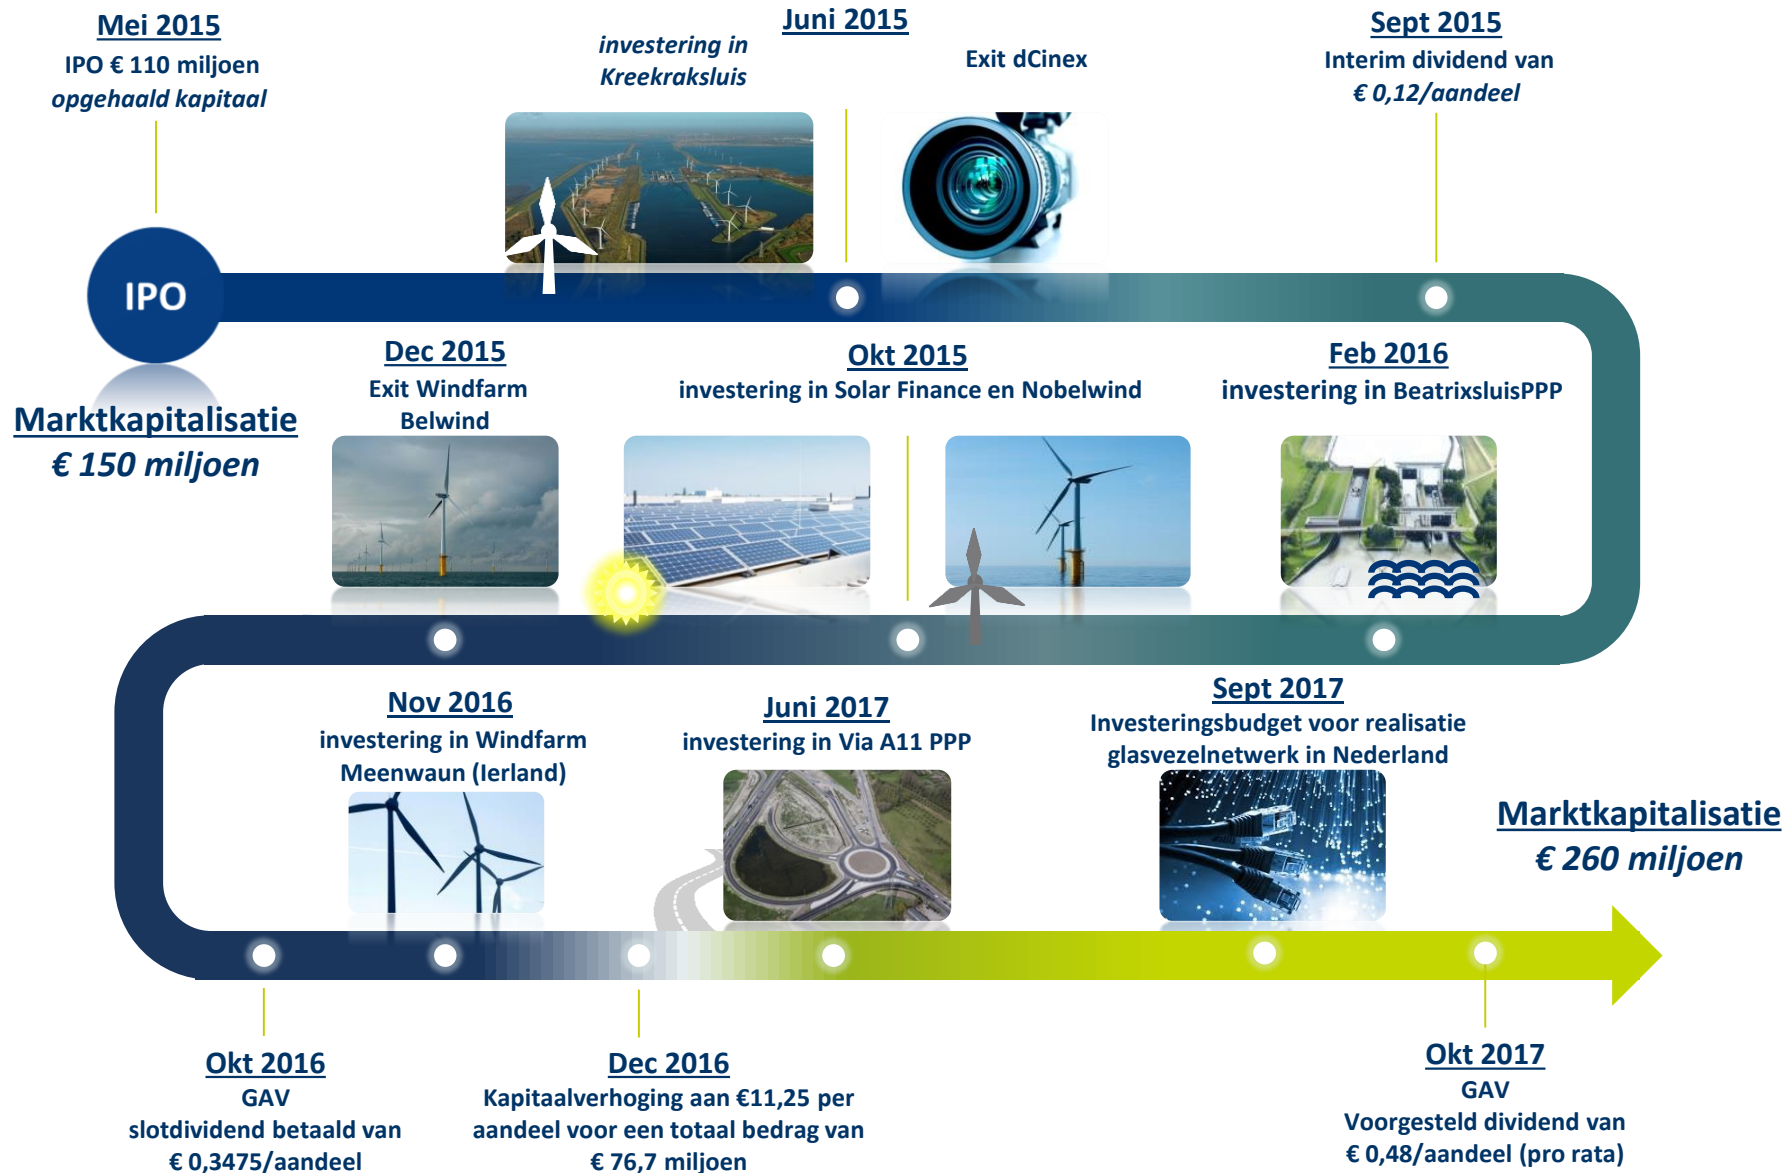 Mei 2015
IPO € 110 miljoen
opgehaald kapitaal
Juni 2015
investering in
Kreekraksluis
Exit dCinex
Sept 2015
Interim dividend van
€ 0,12/aandeel
IPO
Marktkapitalisatie
€ 150 miljoen
Dec 2015
Exit Windfarm
Belwind
Okt 2015
investering in Solar Finance en Nobelwind
Feb 2016
investering in BeatrixsluisPPP
Nov 2016
investering in Windfarm
Meenwaun (Ierland)
Juni 2017
investering in Via A11 PPP
Sept 2017
Investeringsbudget voor realisatie
glasvezelnetwerk in Nederland
Marktkapitalisatie
€ 260 miljoen
Okt 2016
GAV
slotdividend betaald van
€ 0,3475/aandeel
Dec 2016
Kapitaalverhoging aan €11,25 per
aandeel voor een totaal bedrag van
€ 76,7 miljoen
Okt 2017
GAV
Voorgesteld dividend van
€ 0,48/aandeel (pro rata)